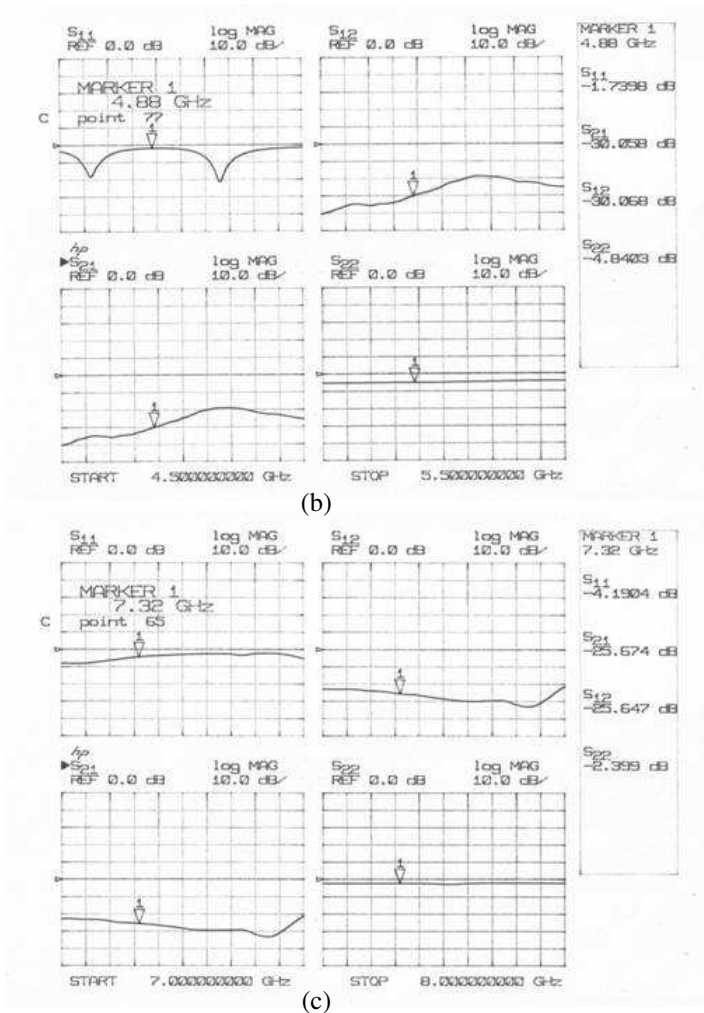 S11 log MAG
REF 0.0 dB 10.0 dB/
S12 log MAG
REF 0.0 dB 10.0 dB/
MARKER 1
4.88 GHz
S11
-1.7398 dB
S21
-30.058 dB
S12
-30.068 dB
S22
-4.8403 dB
MARKER 1
4.88 GHz
C point 77
1
1
hp
S21 log MAG
REF 0.0 dB 10.0 dB/
S22 log MAG
REF 0.0 dB 10.0 dB/
1
1
START 4.500000000 GHz STOP 5.500000000 GHz
(b)
S11 log MAG
REF 0.0 dB 10.0 dB/
S12 log MAG
REF 0.0 dB 10.0 dB/
MARKER 1
7.32 GHz
S11
-4.1904 dB
S21
-25.674 dB
S12
-25.647 dB
S22
-2.399 dB
MARKER 1
7.32 GHz
C point 65
1
1
hp
S21 log MAG
REF 0.0 dB 10.0 dB/
S22 log MAG
REF 0.0 dB 10.0 dB/
1
1
START 7.000000000 GHz STOP 8.000000000 GHz
(c)